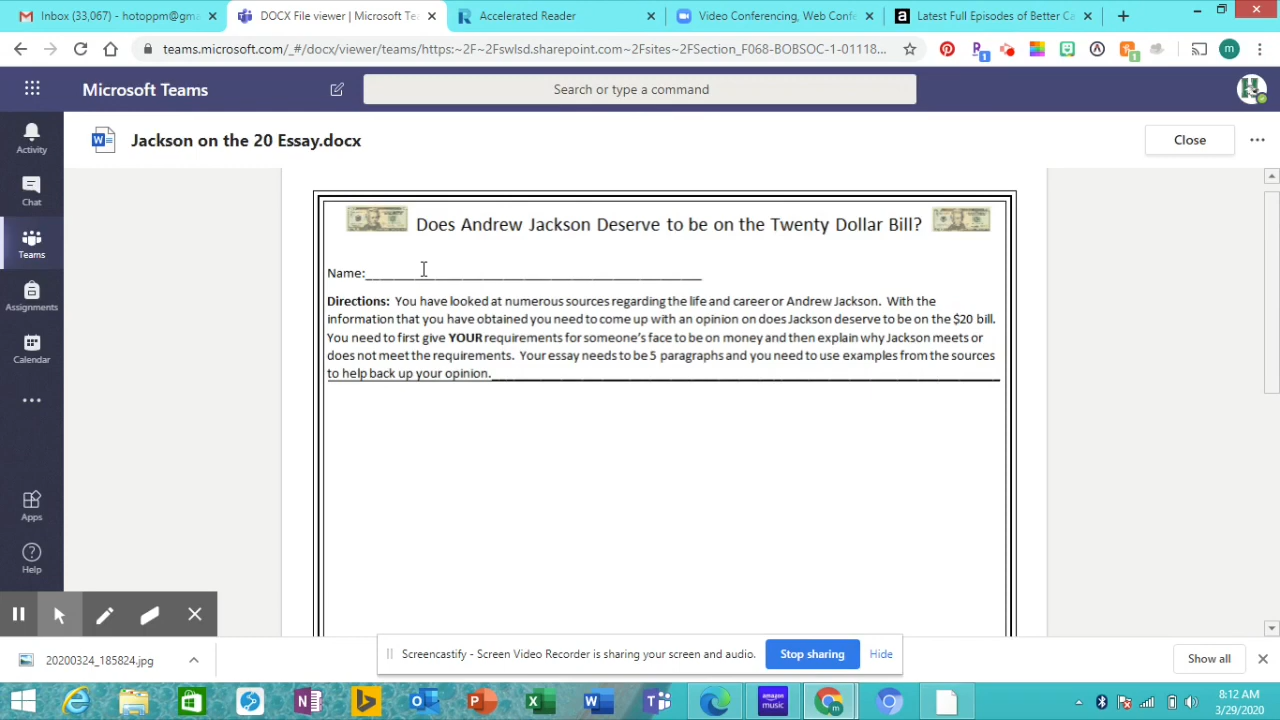 Inbox (33,067) - hotoppm@gma
DOCX File viewer | Microsoft Tea
Accelerated Reader
Video Conferencing, Web Confe
Latest Full Episodes of Better Ca
teams.microsoft.com/_#/docx/viewer/teams/https:~2F~2Fswlsd.sharepoint.com~2Fsites~2FSection_F068-BOBSOC-1-01118...
Microsoft Teams
Search or type a command
Activity
Chat
Teams
Assignments
Calendar
Apps
Help
Jackson on the 20 Essay.docx
Close
Does Andrew Jackson Deserve to be on the Twenty Dollar Bill?
Name:
Directions: You have looked at numerous sources regarding the life and career or Andrew Jackson. With the
information that you have obtained you need to come up with an opinion on does Jackson deserve to be on the $20 bill.
You need to first give YOUR requirements for someone's face to be on money and then explain why Jackson meets or
does not meet the requirements. Your essay needs to be 5 paragraphs and you need to use examples from the sources
to help back up your opinion.
20200324_185824.jpg
Screencastify - Screen Video Recorder is sharing your screen and audio.
Stop sharing
Hide
Show all
8:12 AM
3/29/2020